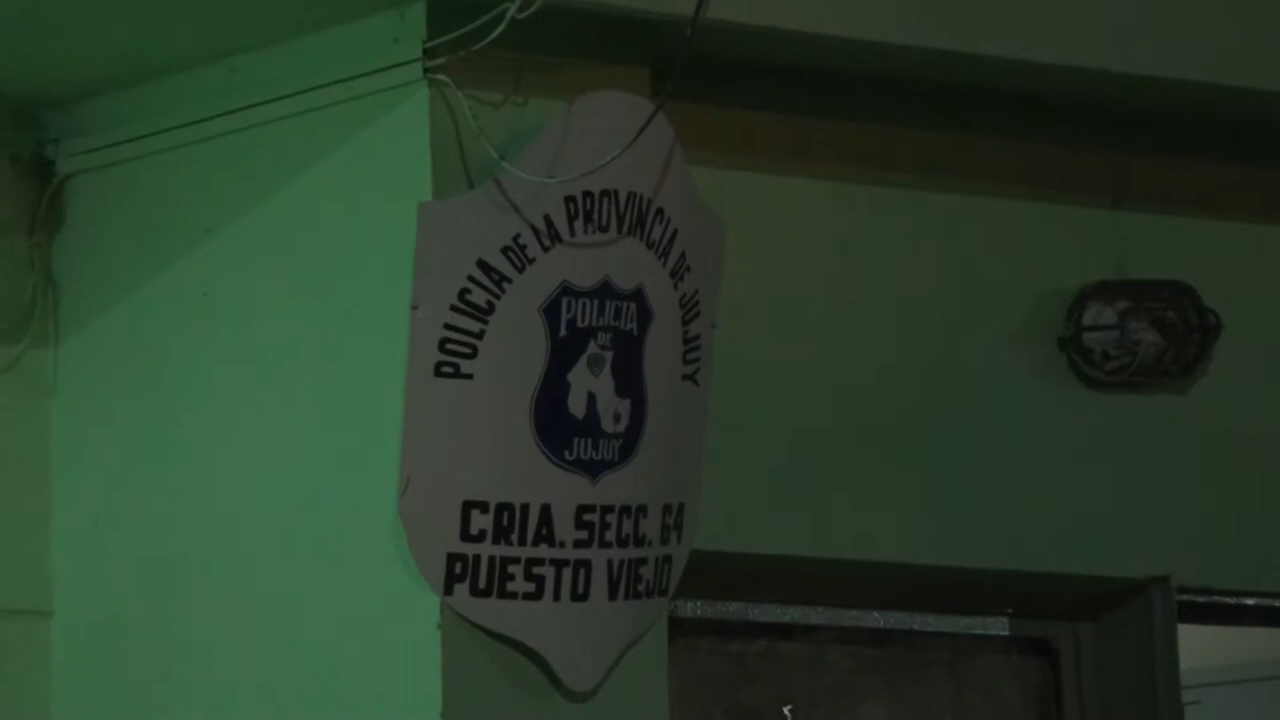 POLICIA DE LA PROVINCIA DE JUJUY
POLICIA
DE
JUJUY
CRIA. SECC. 64
PUESTO VIEJO